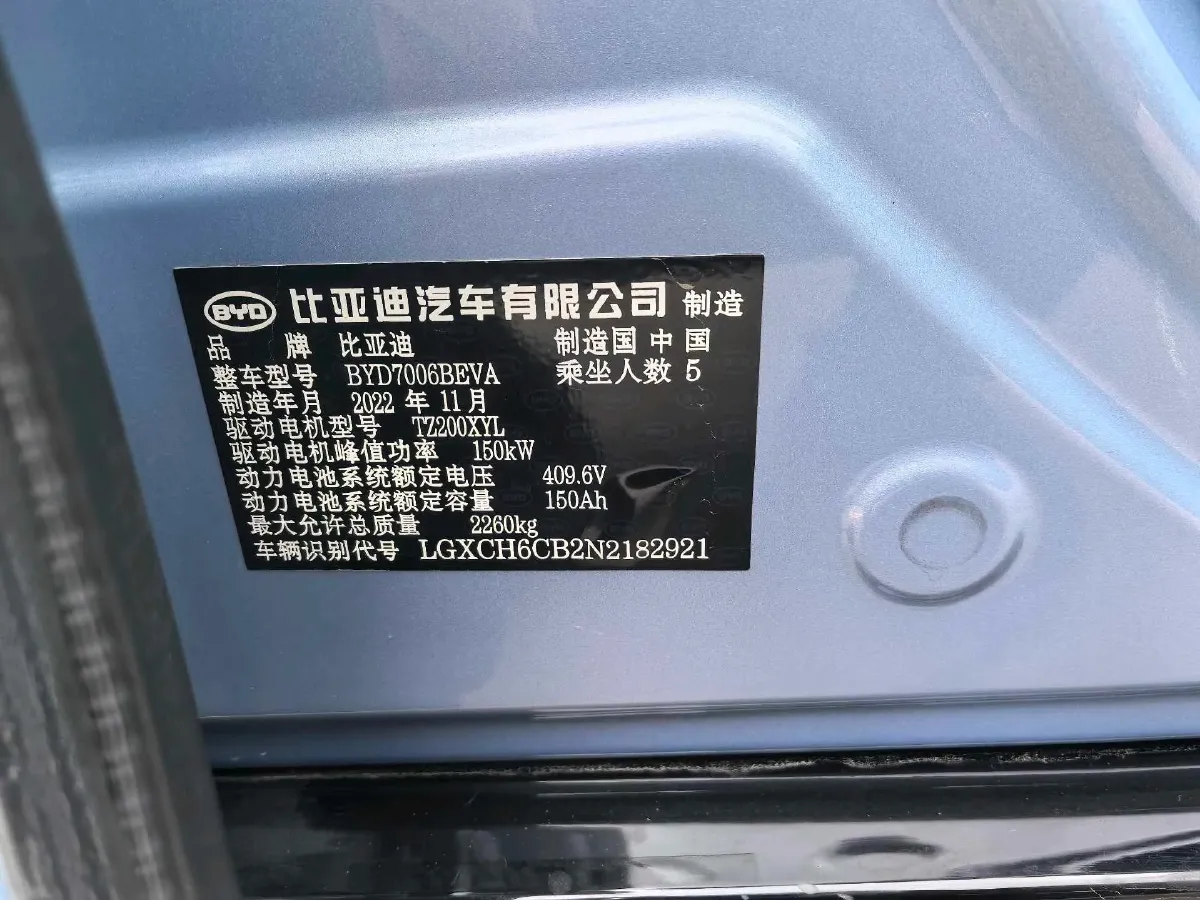 BYD 比亚迪汽车有限公司 制造
品 牌 比亚迪 制造国 中国
整车型号 BYD7006BEVA 乘坐人数 5
制造年月 2022 年 11 月
驱动电机型号 TZ200XYL
驱动电机峰值功率 150kW
动力电池系统额定电压 409.6V
动力电池系统额定容量 150Ah
最大允许总质量 2260kg
车辆识别代号 LGXCH6CB2N2182921